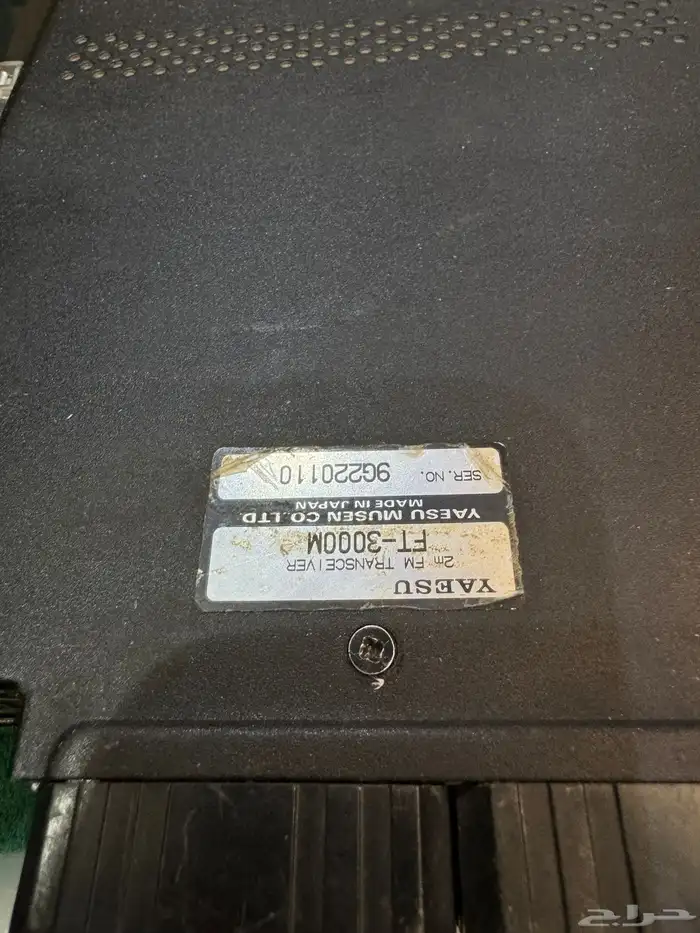 YAESU
2m FM TRANSCEIVER
FT-3000M
YAESU MUSEN CO.LTD.
MADE IN JAPAN
SER. NO. 9G220110
حراج